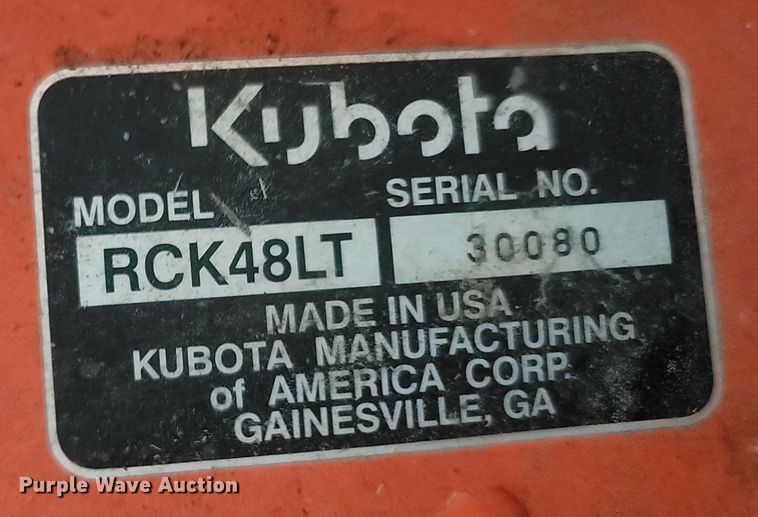 Kubota
MODEL
SERIAL NO.
RCK48LT
30080
MADE IN USA
KUBOTA MANUFACTURING
of AMERICA CORP.
GAINESVILLE, GA
Purple Wave Auction